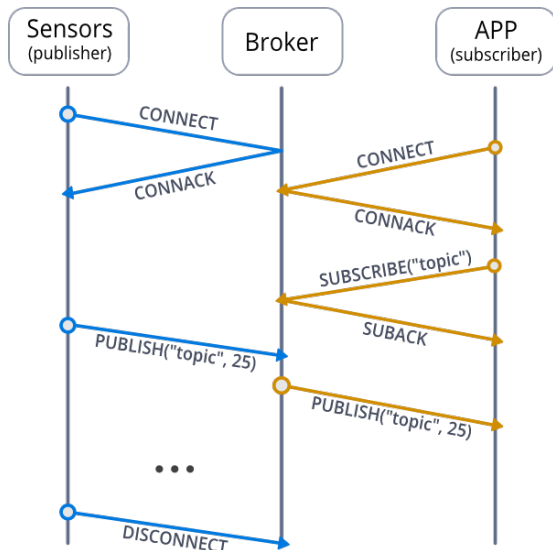 Sensors
(publisher)
Broker
APP
(subscriber)
CONNECT
CONNECT
CONNACK
CONNACK
SUBSCRIBE("topic")
SUBACK
PUBLISH("topic", 25)
PUBLISH("topic", 25)
...
DISCONNECT